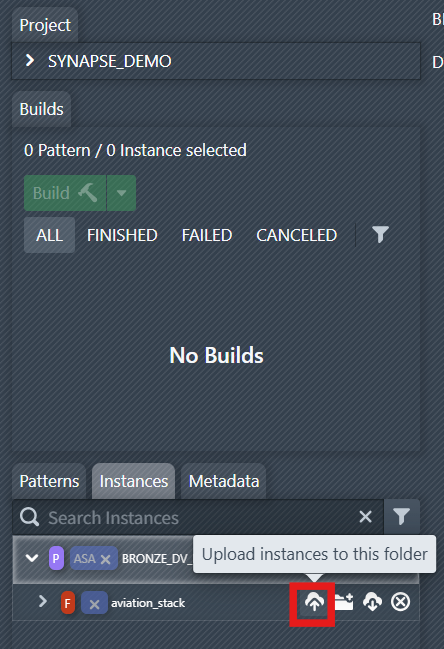 Project
BI
SYNAPSE_DEMO
D
Builds
0 Pattern / 0 Instance selected
Build
ALL FINISHED FAILED CANCELED
No Builds
Patterns Instances Metadata
Search Instances
Upload instances to this folder
P ASA BRONZE_DV_
F aviation_stack